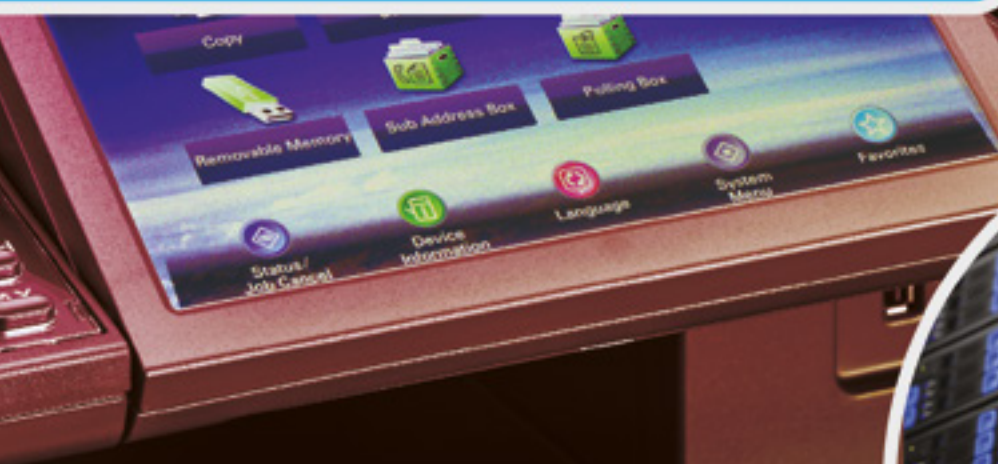 Copy
Removable Memory
Sub Address Box
Polling Box
Status/
Job Cancel
Device
Information
Language
System
Menu
Favorites